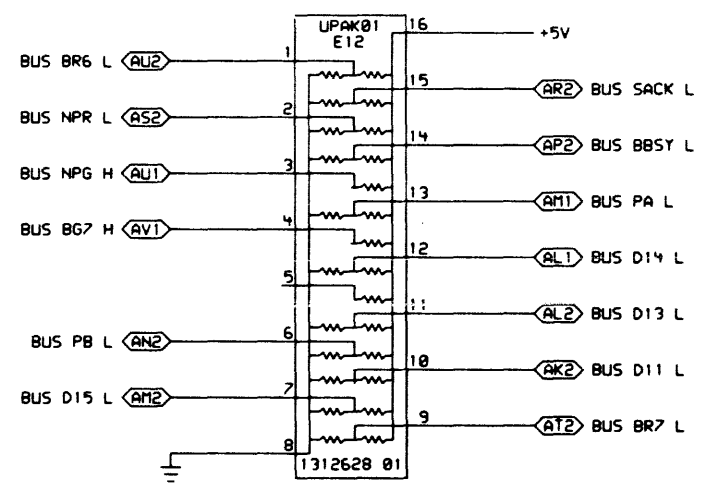 UPAK01
E12
16
+5V
BUS BR6 L AU2
1
15
AR2 BUS SACK L
BUS NPR L AS2
2
14
AP2 BUS BBSY L
BUS NPG H AU1
3
13
AM1 BUS PA L
BUS BG7 H AV1
4
12
AL1 BUS D14 L
5
11
AL2 BUS D13 L
BUS PB L AN2
6
10
AK2 BUS D11 L
BUS D15 L AM2
7
9
AT2 BUS BR7 L
8
1312628 01